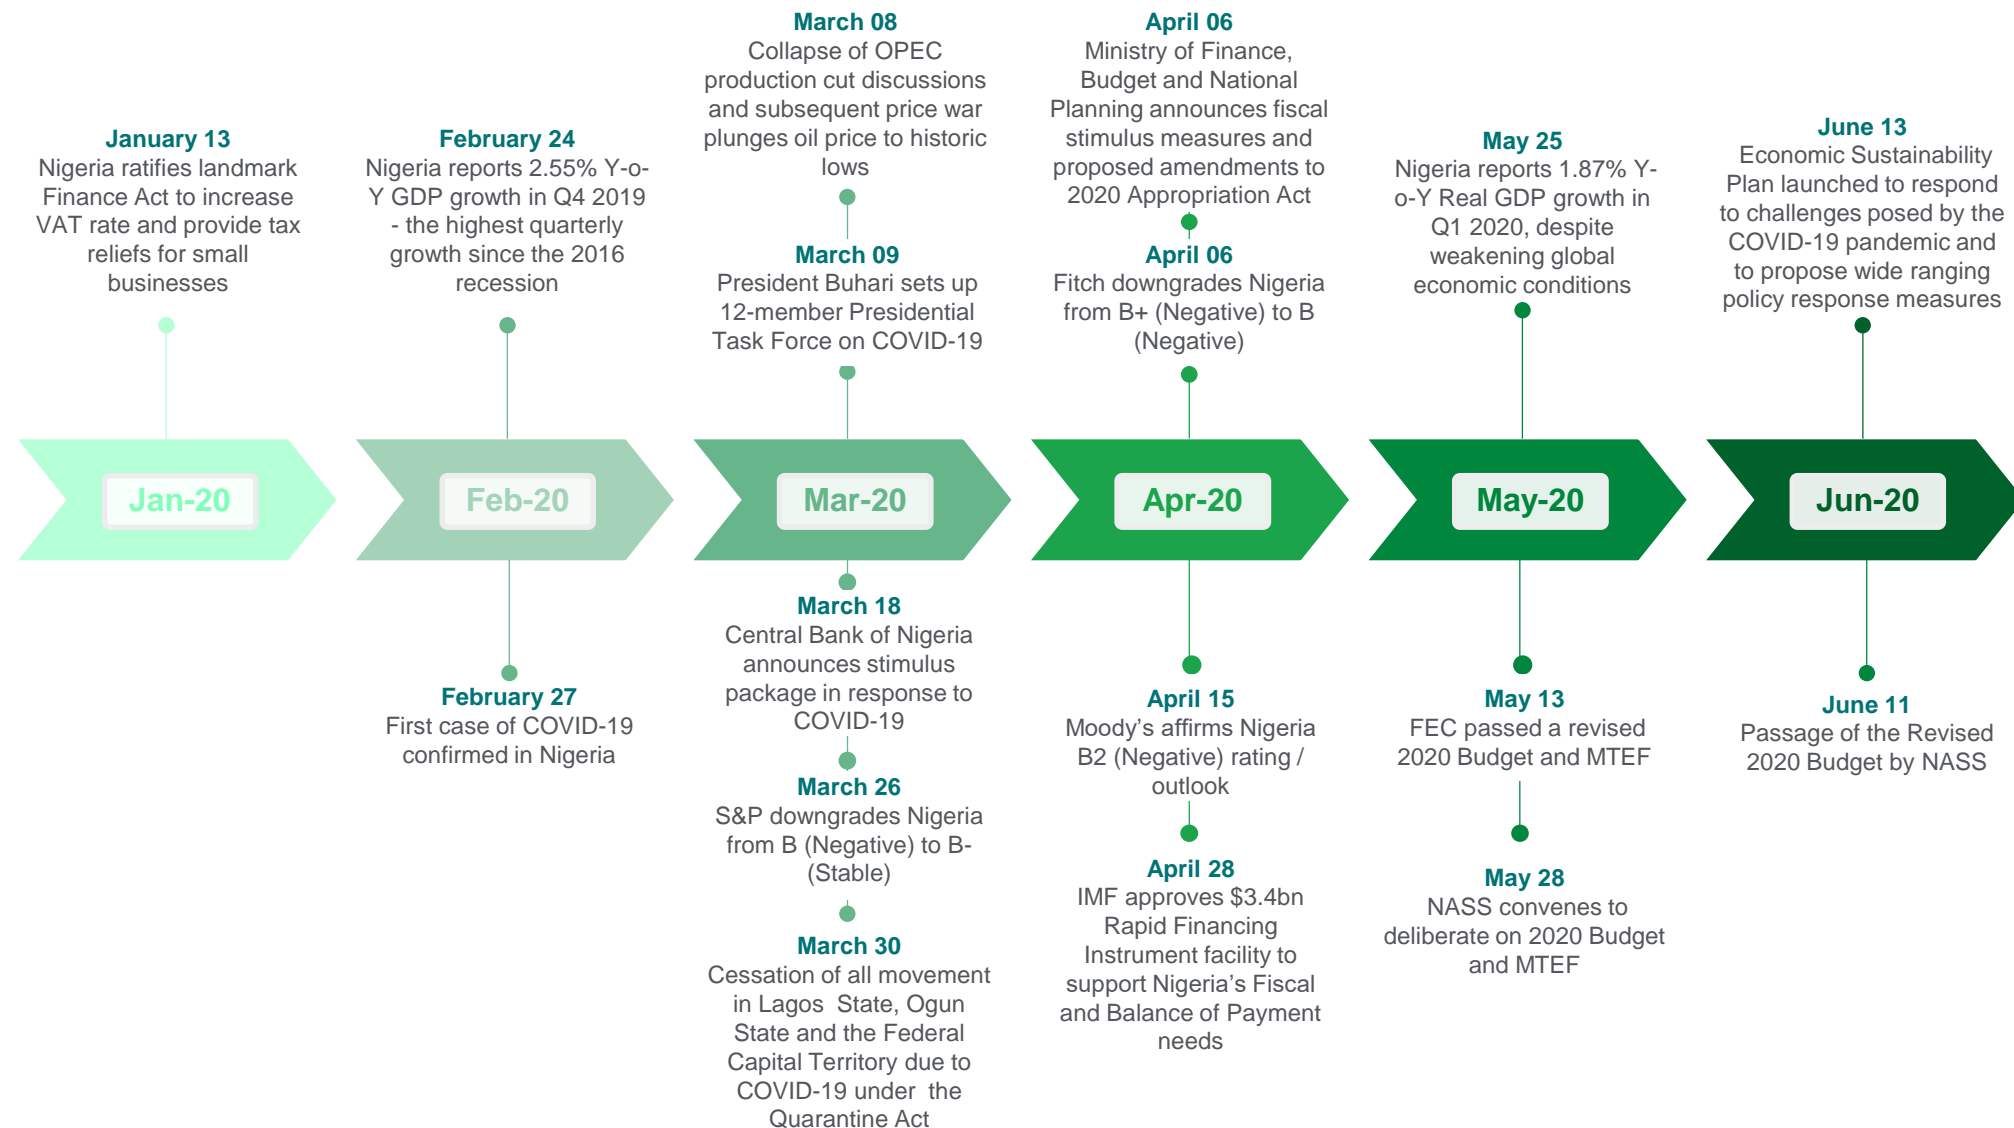 January 13
Nigeria ratifies landmark
Finance Act to increase
VAT rate and provide tax
reliefs for small
businesses
February 24
Nigeria reports 2.55% Y-o-
Y GDP growth in Q4 2019
- the highest quarterly
growth since the 2016
recession
March 08
Collapse of OPEC
production cut discussions
and subsequent price war
plunges oil price to historic
lows
March 09
President Buhari sets up
12-member Presidential
Task Force on COVID-19
April 06
Ministry of Finance,
Budget and National
Planning announces fiscal
stimulus measures and
proposed amendments to
2020 Appropriation Act
April 06
Fitch downgrades Nigeria
from B+ (Negative) to B
(Negative)
May 25
Nigeria reports 1.87% Y-
o-Y Real GDP growth in
Q1 2020, despite
weakening global
economic conditions
June 13
Economic Sustainability
Plan launched to respond
to challenges posed by the
COVID-19 pandemic and
to propose wide ranging
policy response measures
Jan-20
Feb-20
Mar-20
Apr-20
May-20
Jun-20
February 27
First case of COVID-19
confirmed in Nigeria
March 18
Central Bank of Nigeria
announces stimulus
package in response to
COVID-19
March 26
S&P downgrades Nigeria
from B (Negative) to B-
(Stable)
March 30
Cessation of all movement
in Lagos State, Ogun
State and the Federal
Capital Territory due to
COVID-19 under the
Quarantine Act
April 15
Moody’s affirms Nigeria
B2 (Negative) rating /
outlook
April 28
IMF approves $3.4bn
Rapid Financing
Instrument facility to
support Nigeria’s Fiscal
and Balance of Payment
needs
May 13
FEC passed a revised
2020 Budget and MTEF
May 28
NASS convenes to
deliberate on 2020 Budget
and MTEF
June 11
Passage of the Revised
2020 Budget by NASS